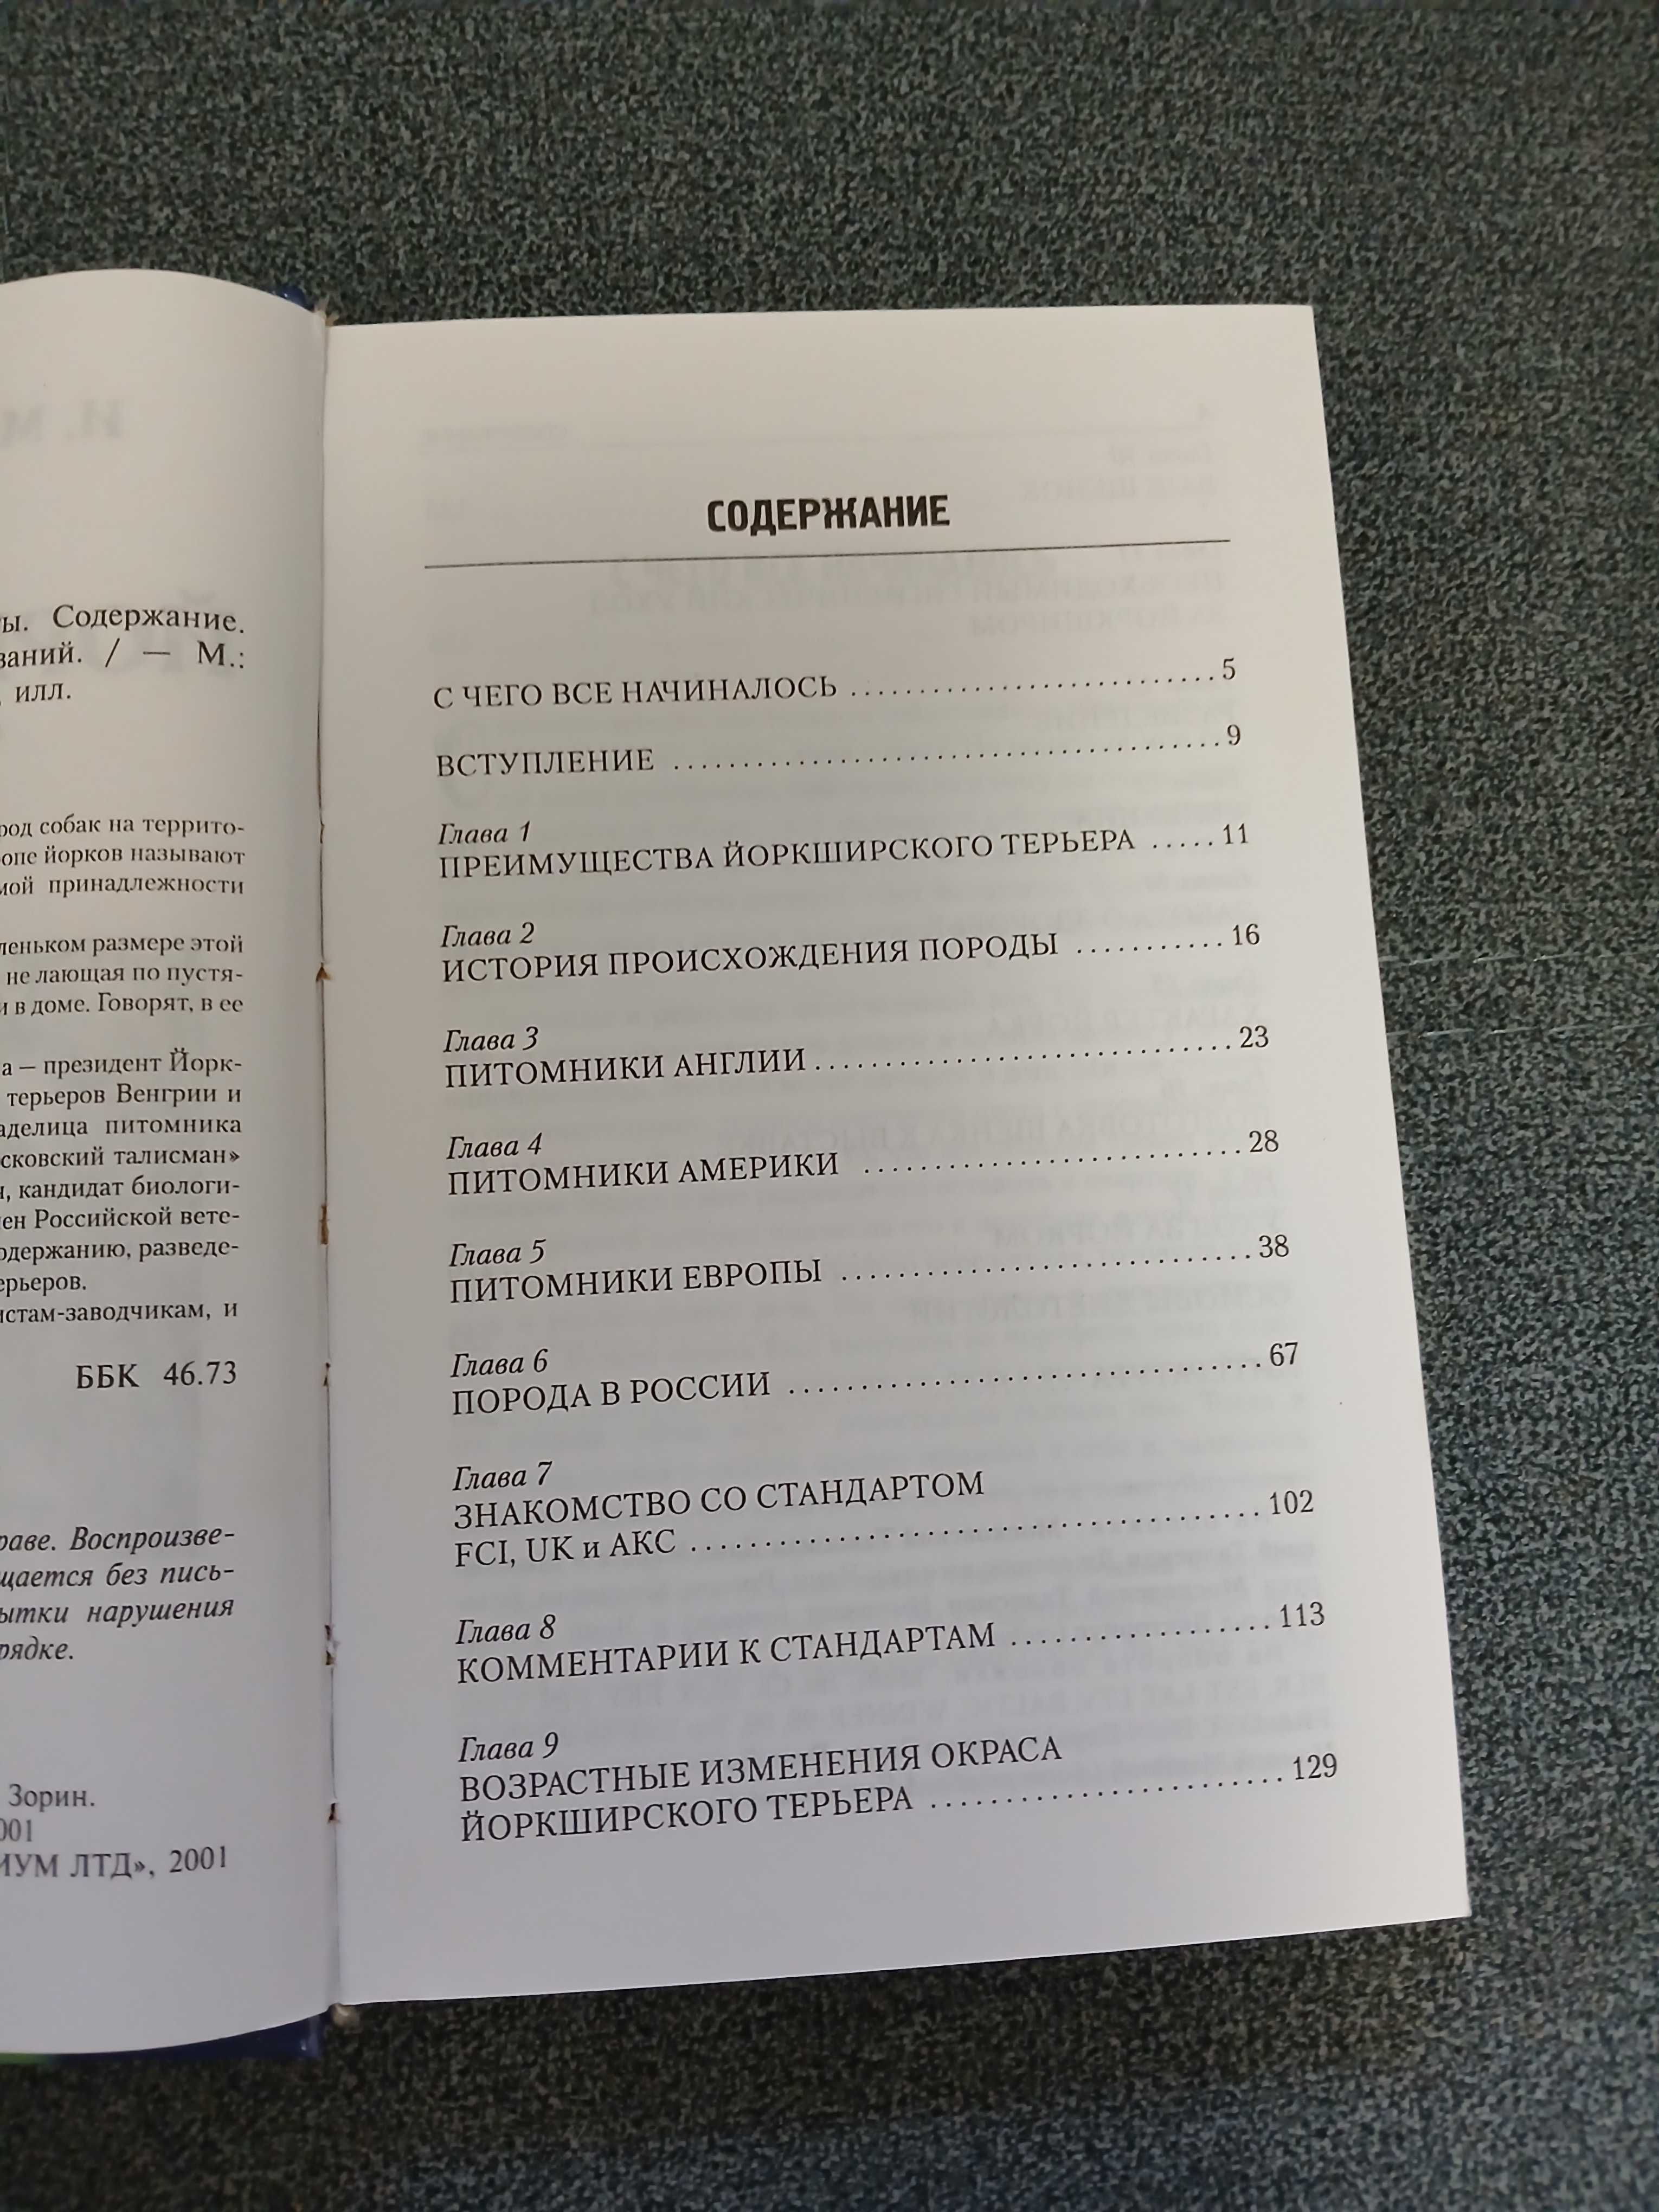 ы. Содержание.
ваний. / — М.:
, илл.
род собак на террито-
опе йорков называют
мой принадлежности
леньком размере этой
не лающая по пустя-
и в доме. Говорят, в ее
а — президент Йорк-
терьеров Венгрии и
аделица питомника
сковский талисман»
н, кандидат биологи-
лен Российской вете-
одержанию, разведе-
ерьеров.
истам-заводчикам, и
ББК 46.73
раве. Воспроизве-
щается без пись-
ытки нарушения
рядке.
Зорин.
001
ИУМ ЛТД», 2001
СОДЕРЖАНИЕ
С ЧЕГО ВСЕ НАЧИНАЛОСЬ ........................... 5
ВСТУПЛЕНИЕ ........................................ 9
Глава 1
ПРЕИМУЩЕСТВА ЙОРКШИРСКОГО ТЕРЬЕРА ..... 11
Глава 2
ИСТОРИЯ ПРОИСХОЖДЕНИЯ ПОРОДЫ ........... 16
Глава 3
ПИТОМНИКИ АНГЛИИ ............................... 23
Глава 4
ПИТОМНИКИ АМЕРИКИ ............................. 28
Глава 5
ПИТОМНИКИ ЕВРОПЫ ............................... 38
Глава 6
ПОРОДА В РОССИИ .................................. 67
Глава 7
ЗНАКОМСТВО СО СТАНДАРТОМ
FCI, UK и АКС ........................................ 102
Глава 8
КОММЕНТАРИИ К СТАНДАРТАМ .................. 113
Глава 9
ВОЗРАСТНЫЕ ИЗМЕНЕНИЯ ОКРАСА
ЙОРКШИРСКОГО ТЕРЬЕРА ......................... 129